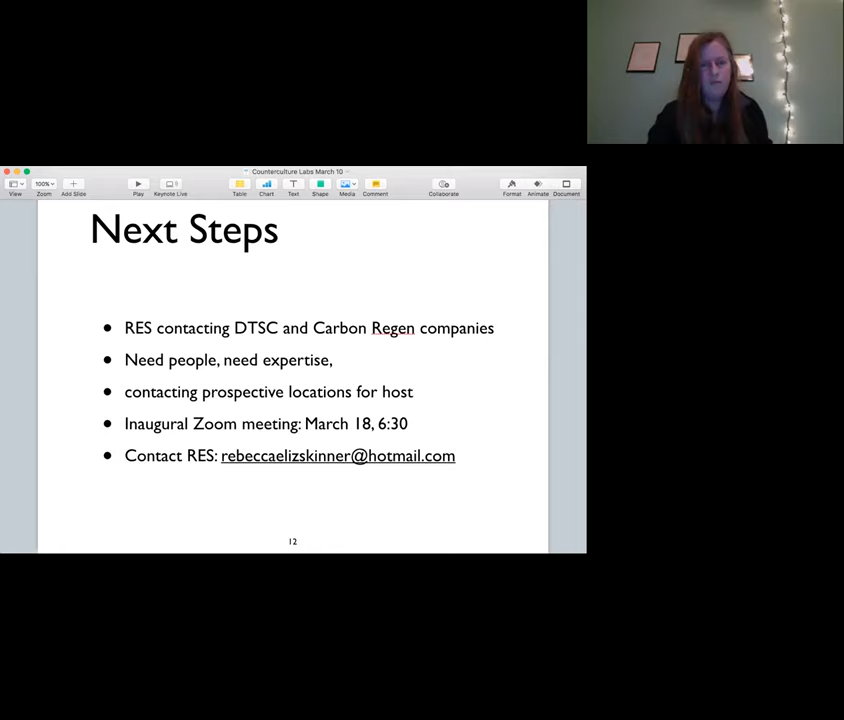 Counterculture Labs March 10
View
100%
Zoom
Add Slide
Play
Keynote Live
Table
Chart
Text
Shape
Media
Comment
Collaborate
Format
Animate
Document
Next Steps
• RES contacting DTSC and Carbon Regen companies
• Need people, need expertise,
• contacting prospective locations for host
• Inaugural Zoom meeting: March 18, 6:30
• Contact RES: rebeccaelizskinner@hotmail.com
12